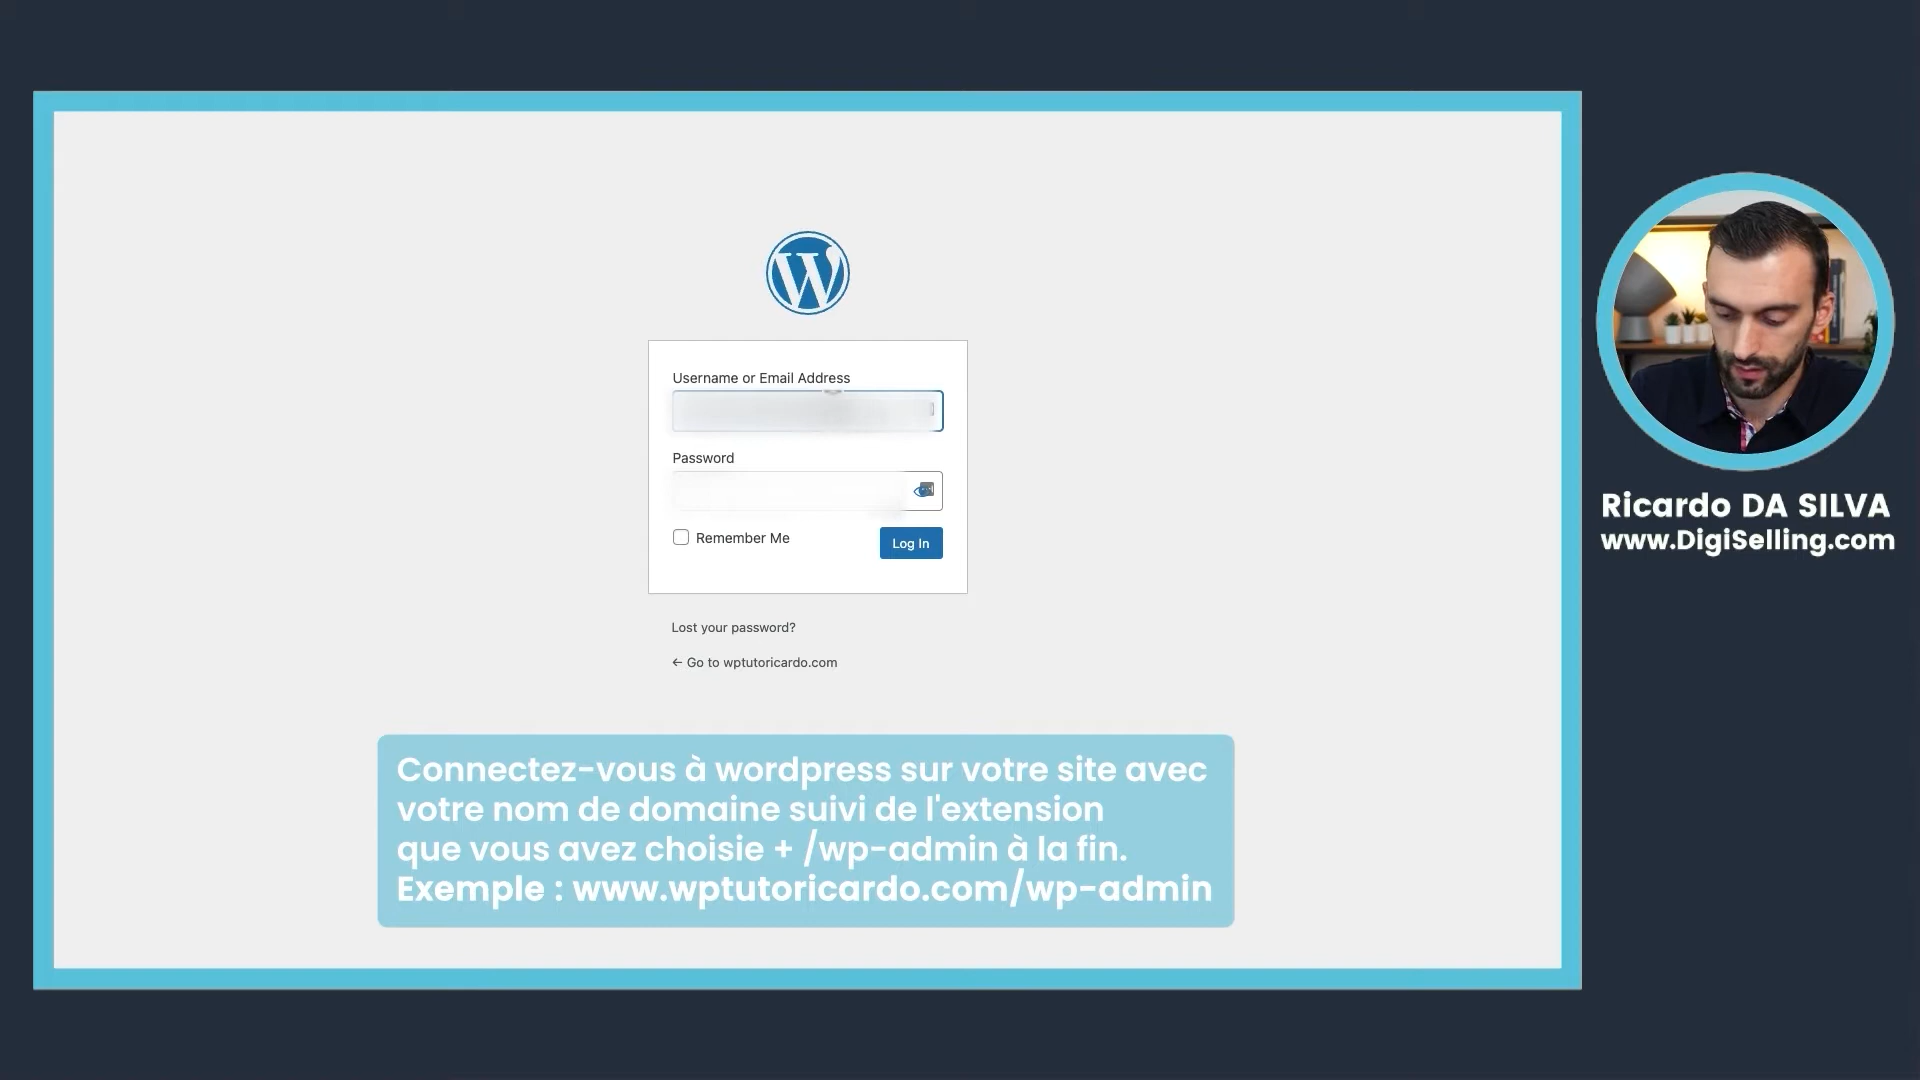 Username or Email Address
Password
Remember Me
Log In
Lost your password?
← Go to wptutoricardo.com
Connectez-vous à wordpress sur votre site avec
votre nom de domaine suivi de l'extension
que vous avez choisie + /wp-admin à la fin.
Exemple : www.wptutoricardo.com/wp-admin
Ricardo DA SILVA
www.DigiSelling.com